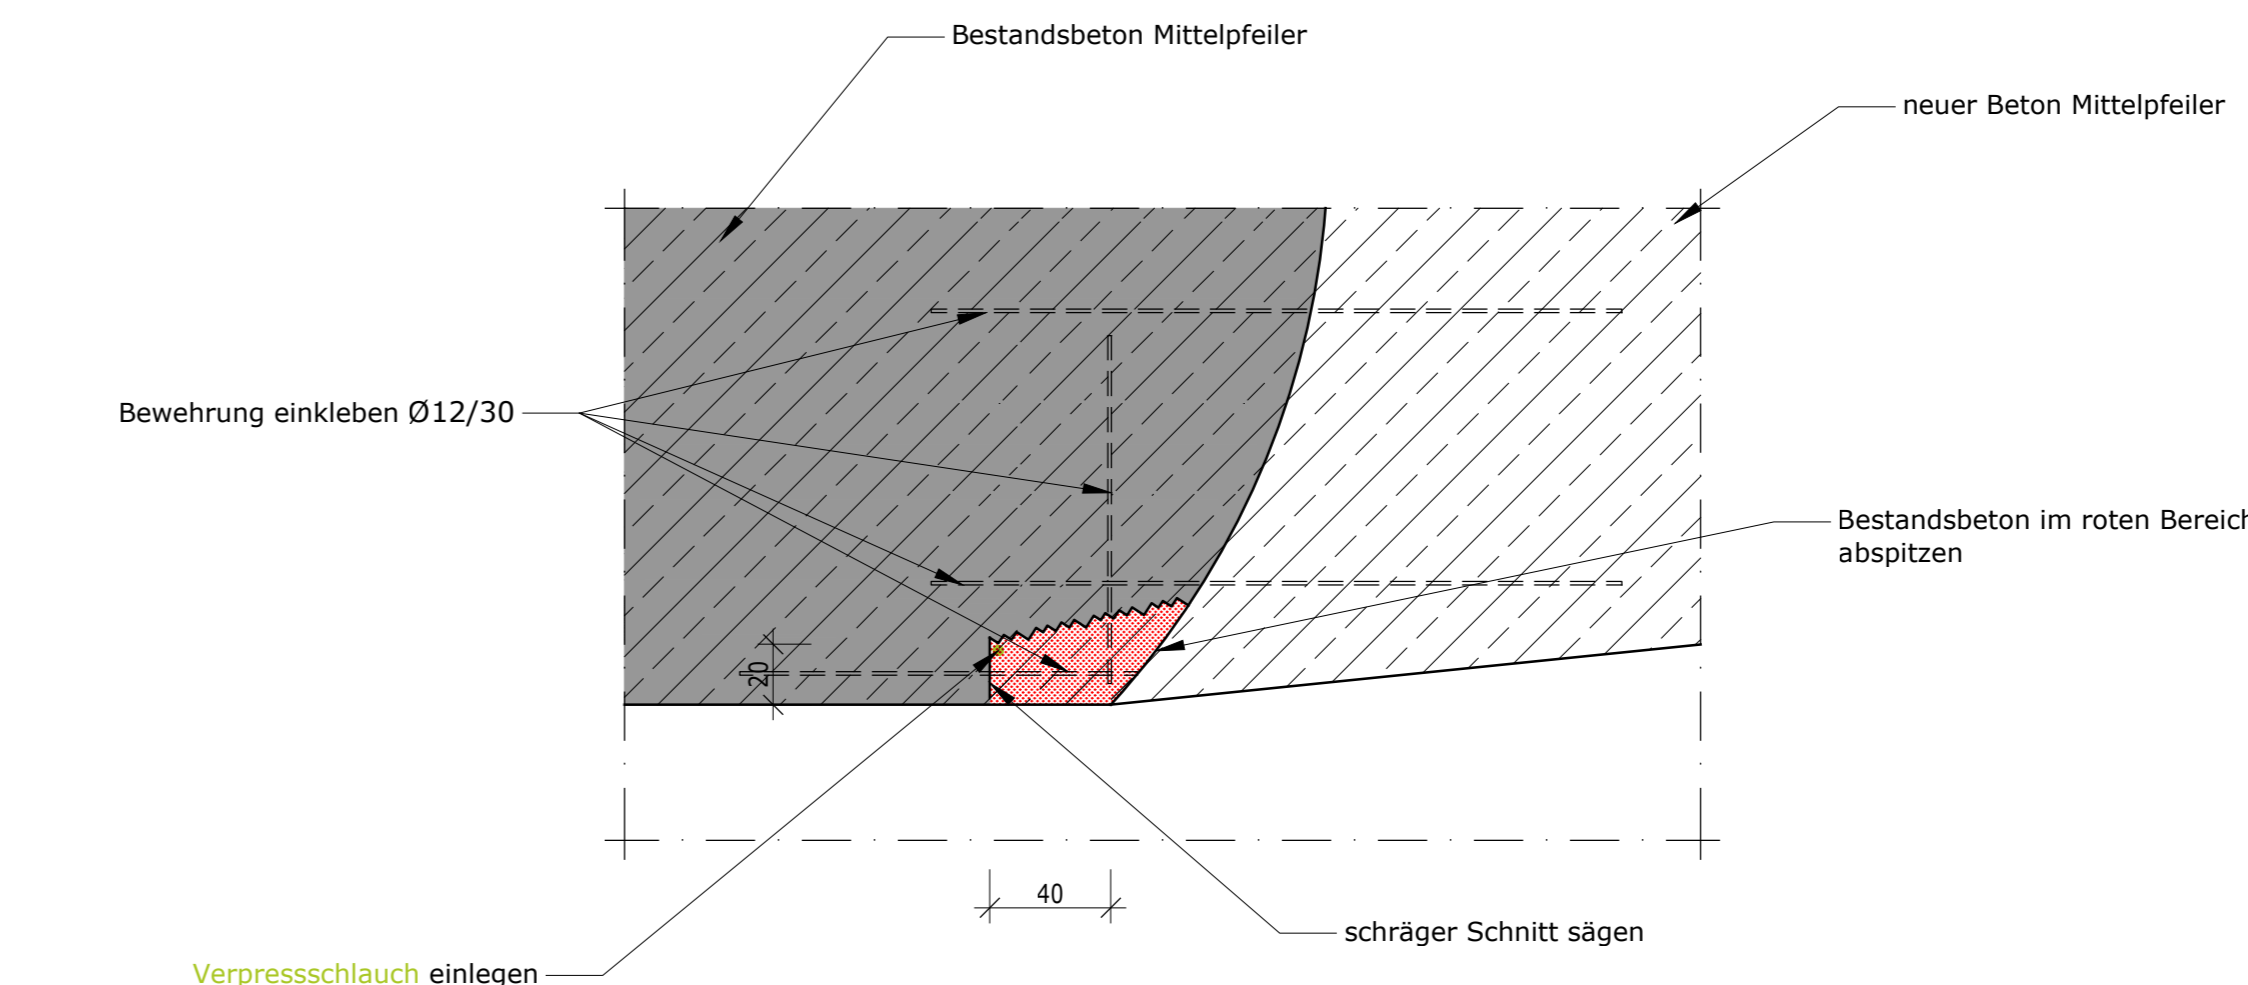 Bestandsbeton Mittelpfeiler
neuer Beton Mittelpfeiler
Bewehrung einkleben Ø12/30
Bestandsbeton im roten Bereich
abspitzen
20
40
schräger Schnitt sägen
Verpressschlauch einlegen